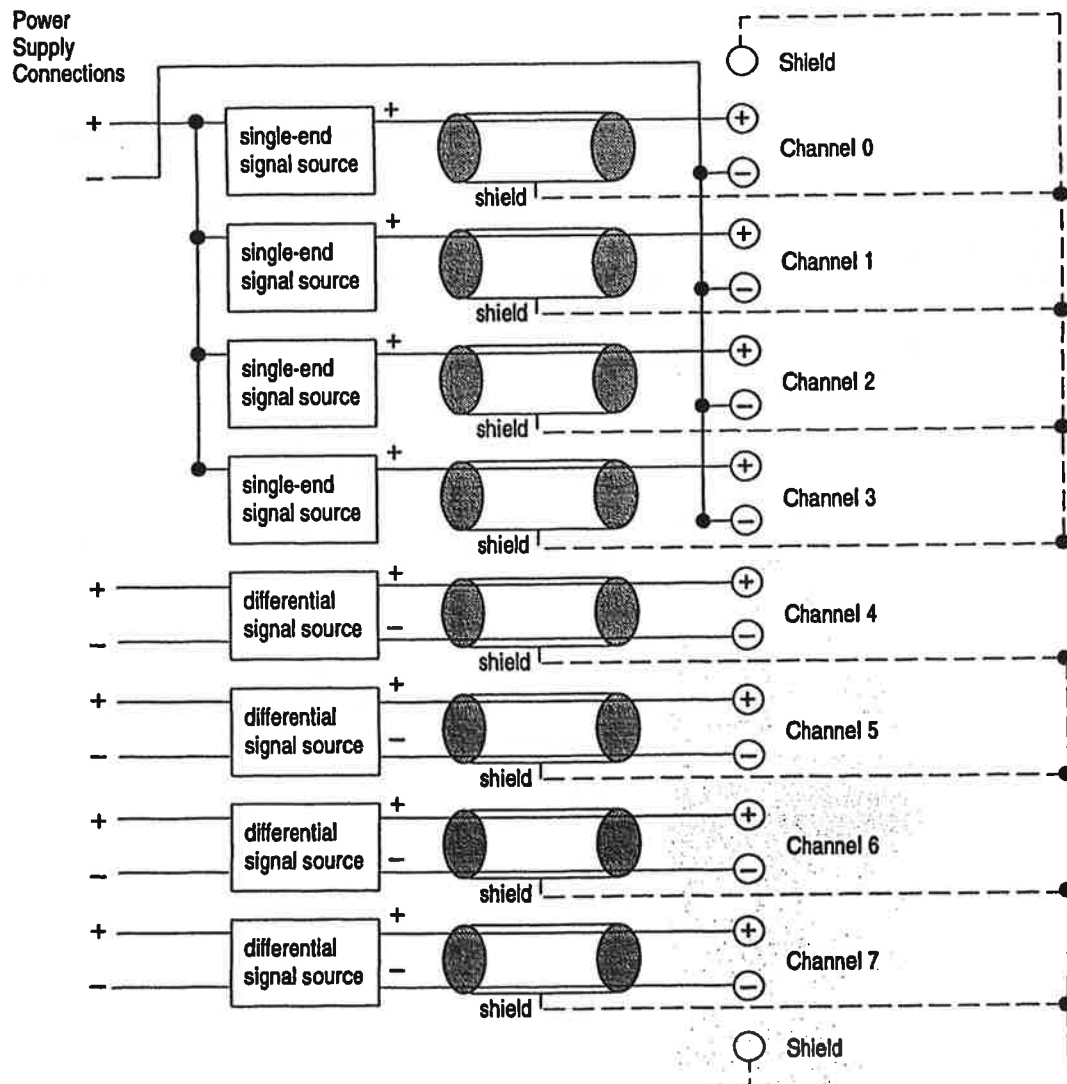 Power
Supply
Connections
Shield
+
+
+
single-end
signal source
Channel 0
−
−
shield
+
+
single-end
signal source
Channel 1
−
shield
+
+
single-end
signal source
Channel 2
−
shield
+
+
single-end
signal source
Channel 3
−
shield
+
+
+
differential
signal source
Channel 4
−
−
−
shield
+
+
+
differential
signal source
Channel 5
−
−
−
shield
+
+
+
differential
signal source
Channel 6
−
−
−
shield
+
+
+
differential
signal source
Channel 7
−
−
−
shield
Shield